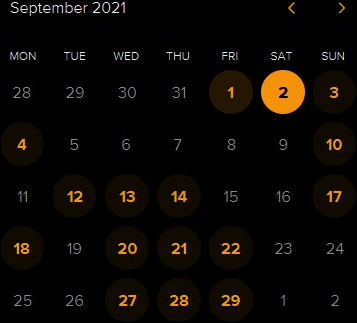 September 2021
MON TUE WED THU FRI SAT SUN
28 29 30 31 1 2 3
4 5 6 7 8 9 10
11 12 13 14 15 16 17
18 19 20 21 22 23 24
25 26 27 28 29 1 2